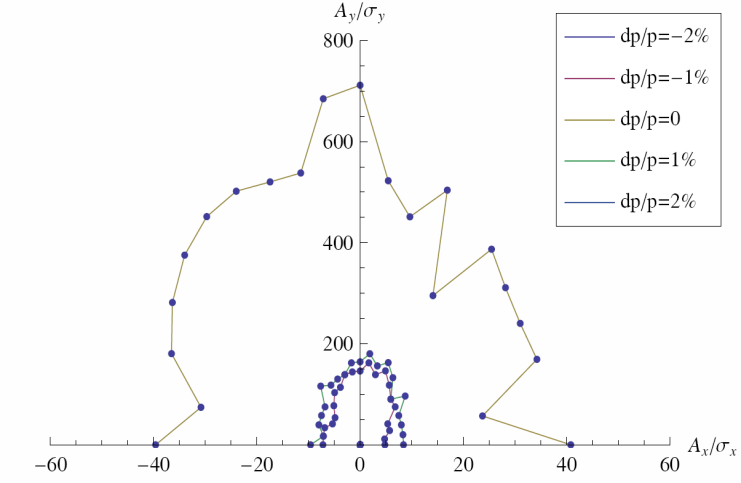 A_y/σ_y
800
600
400
200
−60 −40 −20 0 20 40 60
A_x/σ_x
dp/p=−2%
dp/p=−1%
dp/p=0
dp/p=1%
dp/p=2%